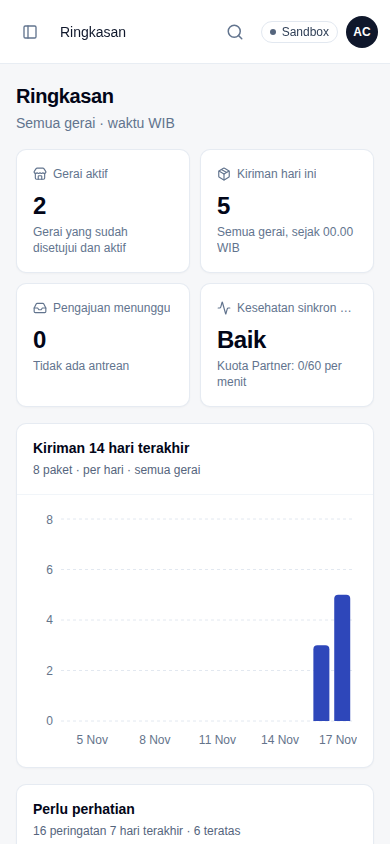 Ringkasan
Sandbox
AC
Ringkasan
Semua gerai · waktu WIB
Gerai aktif
2
Gerai yang sudah
disetujui dan aktif
Kiriman hari ini
5
Semua gerai, sejak 00.00
WIB
Pengajuan menunggu
0
Tidak ada antrean
Kesehatan sinkron …
Baik
Kuota Partner: 0/60 per
menit
Kiriman 14 hari terakhir
8 paket · per hari · semua gerai
8
6
4
2
0
5 Nov 8 Nov 11 Nov 14 Nov 17 Nov
Perlu perhatian
16 peringatan 7 hari terakhir · 6 teratas